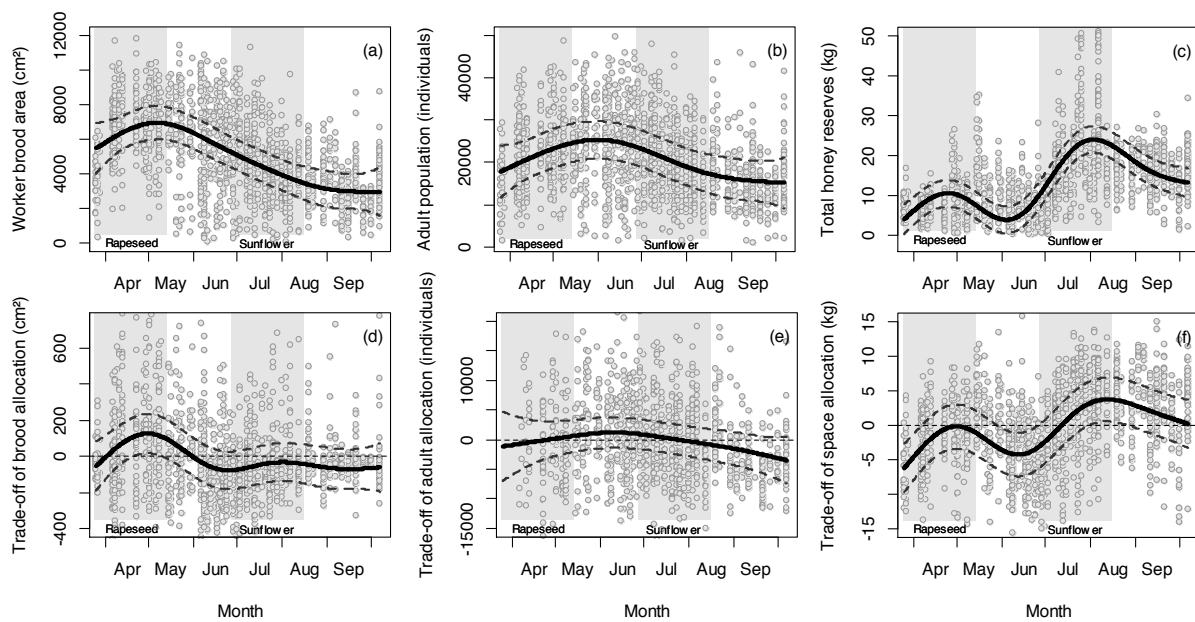 Worker brood area (cm²)
0 4000 8000 12000
(a)
Rapeseed Sunflower
Apr May Jun Jul Aug Sep
Adult population (individuals)
0 10000 20000 30000 40000 50000
(b)
Rapeseed Sunflower
Apr May Jun Jul Aug Sep
Total honey reserves (kg)
0 10 20 30 40 50
(c)
Rapeseed Sunflower
Apr May Jun Jul Aug Sep
Trade-off of brood allocation (cm²)
-400 0 200 600
(d)
Rapeseed Sunflower
Apr May Jun Jul Aug Sep
Month
Trade-off of adult allocation (individuals)
-15000 0 10000
(e)
Rapeseed Sunflower
Apr May Jun Jul Aug Sep
Month
Trade-off of space allocation (kg)
-15 -5 0 5 10 15
(f)
Rapeseed Sunflower
Apr May Jun Jul Aug Sep
Month